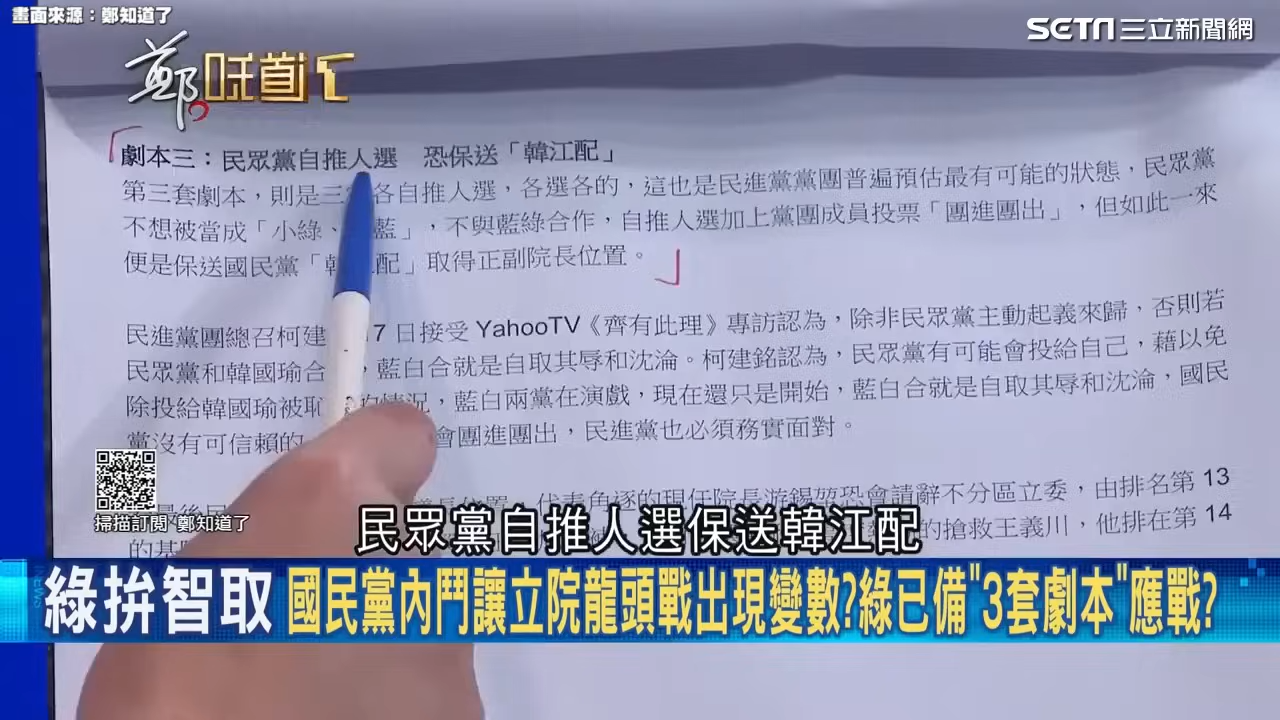 畫面來源：鄭知道了
SETN三立新聞網
鄭知道了
劇本三：民眾黨自推人選 恐保送「韓江配」
第三套劇本，則是三 各自推人選，各選各的，這也是民進黨黨團普遍預估最有可能的狀態，民眾黨
不想被當成「小綠、 藍」，不與藍綠合作，自推人選加上黨團成員投票「團進團出」，但如此一來
便是保送國民黨「韓 配」取得正副院長位置。
民進黨團總召柯建 7日接受 YahooTV《齊有此理》專訪認為，除非民眾黨主動起義來歸，否則若
民眾黨和韓國瑜合 ，藍白合就是自取其辱和沈淪。柯建銘認為，民眾黨有可能會投給自己，藉以免
除投給韓國瑜被恥 的情況，藍白兩黨在演戲，現在還只是開始，藍白合就是自取其辱和沈淪，國民
黨沒有可信賴的 會團進團出，民進黨也必須務實面對。
長位置，代表角逐的現任院長游錫堃恐會請辭不分區立委，由排名第 13
的 的搶救王義川，他排在第 14
掃描訂閱 鄭知道了
民眾黨自推人選保送韓江配
綠拚智取 國民黨內鬥讓立院龍頭戰出現變數?綠已備"3套劇本"應戰?